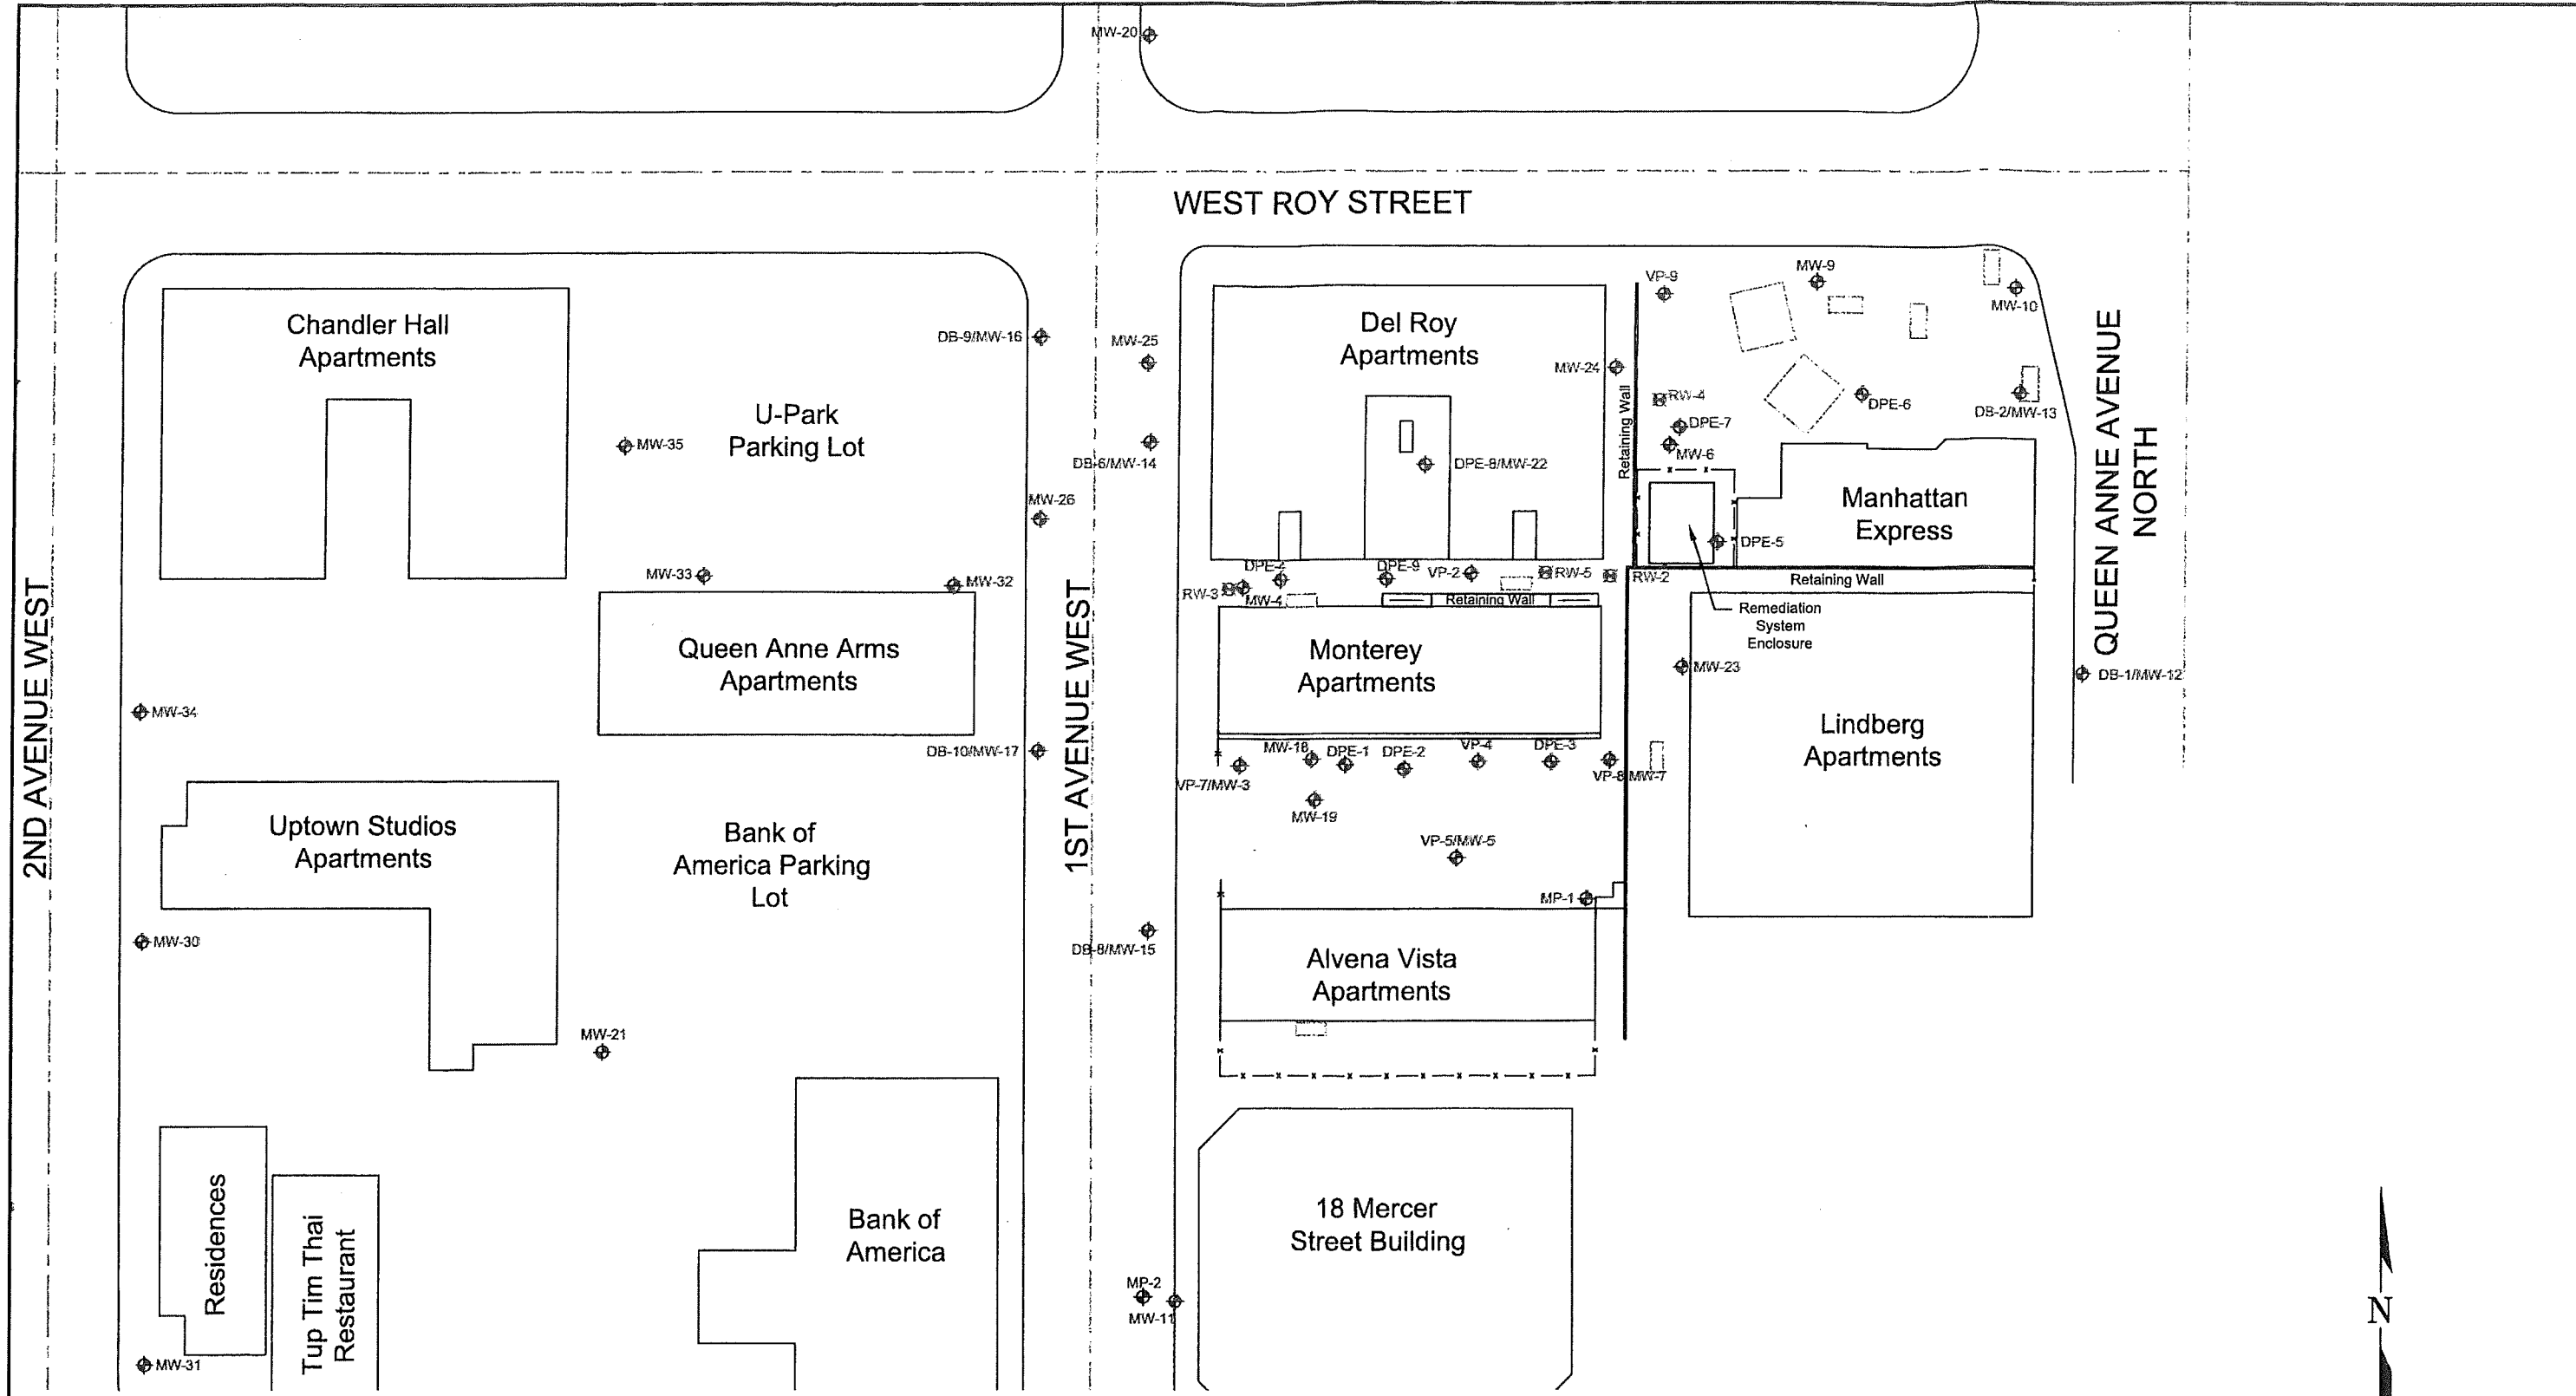 MW-20
WEST ROY STREET
Chandler Hall
Apartments
U-Park
Parking Lot
DB-9/MW-16
MW-25
DB-6/MW-14
MW-26
MW-35
MW-33
MW-32
Queen Anne Arms
Apartments
DB-10/MW-17
MW-34
2ND AVENUE WEST
1ST AVENUE WEST
Uptown Studios
Apartments
Bank of
America Parking
Lot
MW-30
MW-21
DB-8/MW-15
Residences
Tup Tim Thai
Restaurant
Bank of
America
MW-31
MP-2
MW-11
Del Roy
Apartments
MW-24
Retaining Wall
DPE-8/MW-22
VP-9
MW-9
MW-10
RW-4
DPE-7
MW-6
DPE-6
DB-2/MW-13
Manhattan
Express
DPE-5
QUEEN ANNE AVENUE
NORTH
DPE-4
DPE-9
VP-2
RW-5
RW-2
RW-3
MW-4
Retaining Wall
Retaining Wall
Remediation
System
Enclosure
Monterey
Apartments
MW-23
DB-1/MW-12
Lindberg
Apartments
MW-18
DPE-1
DPE-2
VP-4
DPE-3
VP-7/MW-3
VP-8/MW-7
MW-19
VP-5/MW-5
MP-1
Alvena Vista
Apartments
18 Mercer
Street Building
N